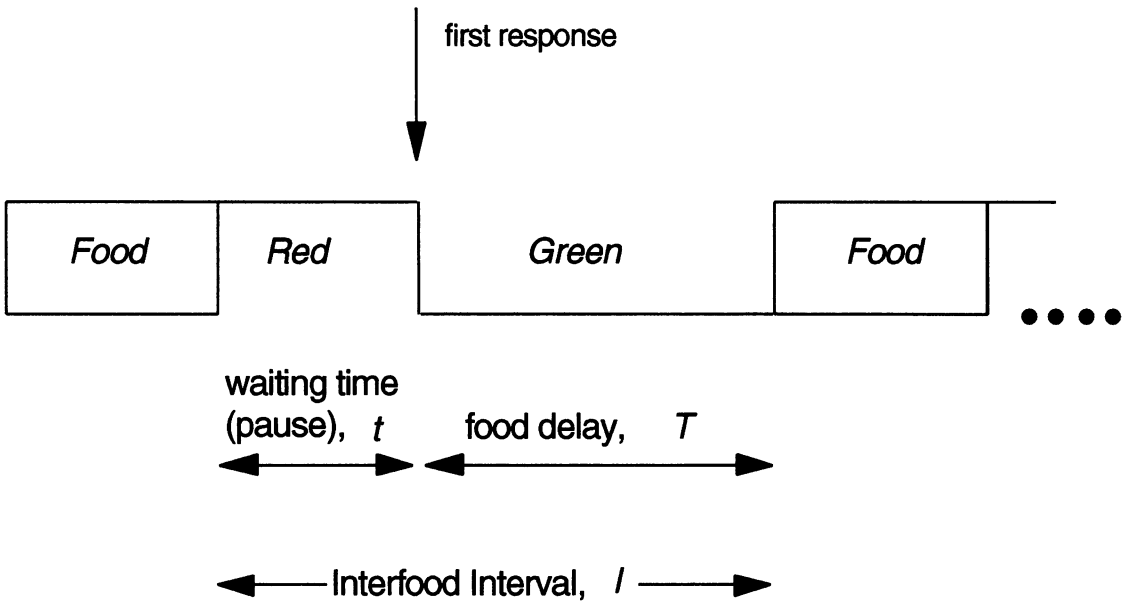 first response
Food Red Green Food
waiting time
(pause), t food delay, T
Interfood Interval, I